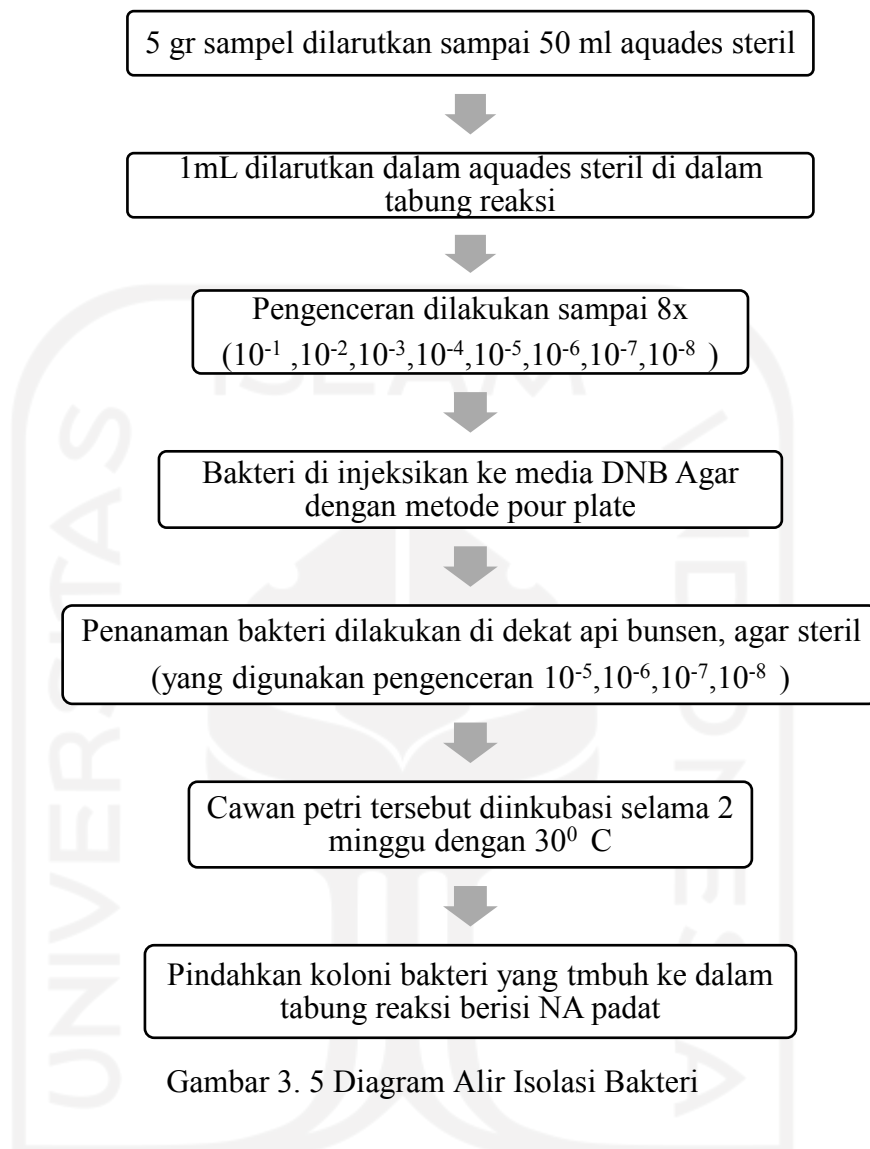 5 gr sampel dilarutkan sampai 50 ml aquades steril
1mL dilarutkan dalam aquades steril di dalam
tabung reaksi
Pengenceran dilakukan sampai 8x
(10⁻¹ ,10⁻²,10⁻³,10⁻⁴,10⁻⁵,10⁻⁶,10⁻⁷,10⁻⁸ )
Bakteri di injeksikan ke media DNB Agar
dengan metode pour plate
Penanaman bakteri dilakukan di dekat api bunsen, agar steril
(yang digunakan pengenceran 10⁻⁵,10⁻⁶,10⁻⁷,10⁻⁸ )
Cawan petri tersebut diinkubasi selama 2
minggu dengan 30⁰ C
Pindahkan koloni bakteri yang tmbuh ke dalam
tabung reaksi berisi NA padat
Gambar 3. 5 Diagram Alir Isolasi Bakteri
UNIVERSITAS
ISLAM
INDONESIA